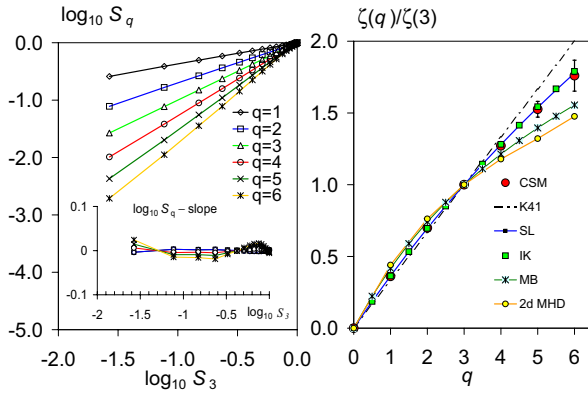 log10 Sq
0.0
-1.0
-2.0
-3.0
-4.0
-5.0
-2.0 -1.5 -1.0 -0.5 0.0
log10 S3
q=1
q=2
q=3
q=4
q=5
q=6
log10 Sq – slope
0.1
0
-0.1
-2 -1.5 -1 -0.5 0
log10 S3
ζ(q)/ζ(3)
2.0
1.5
1.0
0.5
0.0
0 1 2 3 4 5 6
q
CSM
K41
SL
IK
MB
2d MHD